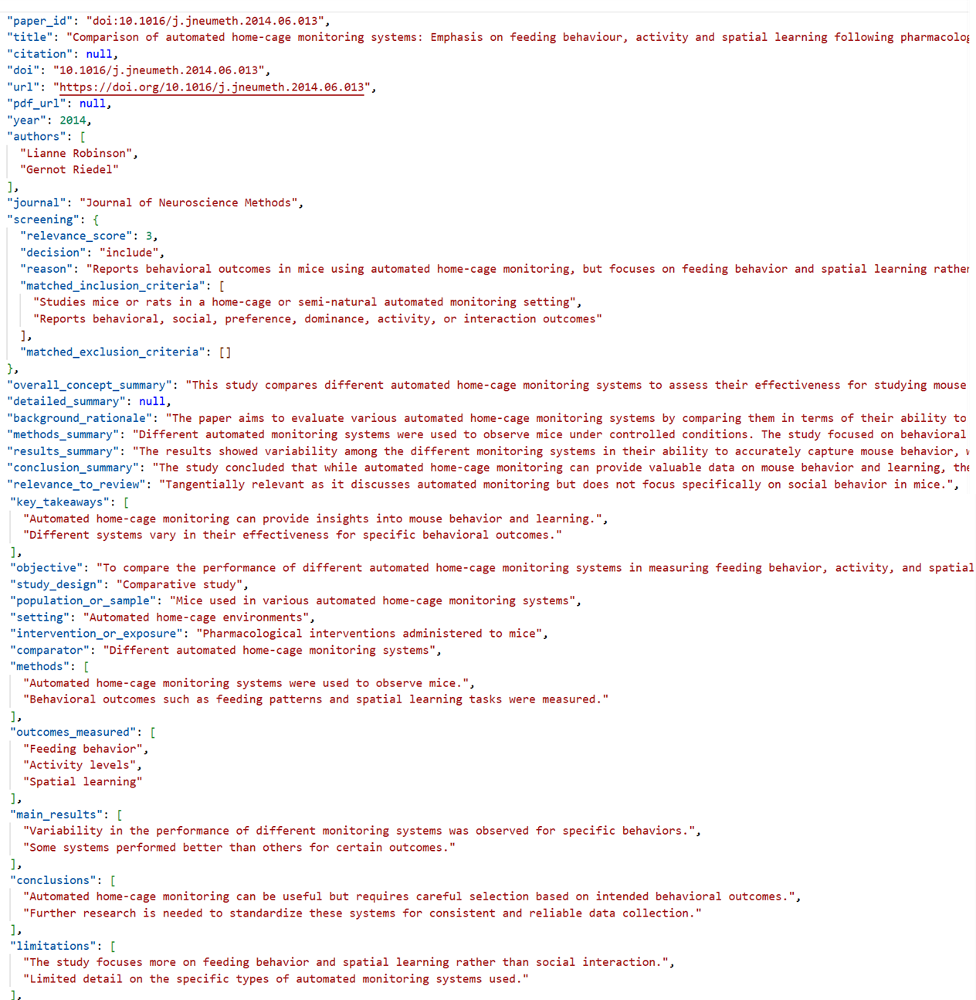 "paper_id": "doi:10.1016/j.jneumeth.2014.06.013",
"title": "Comparison of automated home-cage monitoring systems: Emphasis on feeding behaviour, activity and spatial learning following pharmacolog
"citation": null,
"doi": "10.1016/j.jneumeth.2014.06.013",
"url": "https://doi.org/10.1016/j.jneumeth.2014.06.013",
"pdf_url": null,
"year": 2014,
"authors": [
"Lianne Robinson",
"Gernot Riedel"
],
"journal": "Journal of Neuroscience Methods",
"screening": {
"relevance_score": 3,
"decision": "include",
"reason": "Reports behavioral outcomes in mice using automated home-cage monitoring, but focuses on feeding behavior and spatial learning rather
"matched_inclusion_criteria": [
"Studies mice or rats in a home-cage or semi-natural automated monitoring setting",
"Reports behavioral, social, preference, dominance, activity, or interaction outcomes"
],
"matched_exclusion_criteria": []
},
"overall_concept_summary": "This study compares different automated home-cage monitoring systems to assess their effectiveness for studying mouse
"detailed_summary": null,
"background_rationale": "The paper aims to evaluate various automated home-cage monitoring systems by comparing them in terms of their ability to
"methods_summary": "Different automated monitoring systems were used to observe mice under controlled conditions. The study focused on behavioral
"results_summary": "The results showed variability among the different monitoring systems in their ability to accurately capture mouse behavior,
"conclusion_summary": "The study concluded that while automated home-cage monitoring can provide valuable data on mouse behavior and learning, the
"relevance_to_review": "Tangentially relevant as it discusses automated monitoring but does not focus specifically on social behavior in mice.",
"key_takeaways": [
"Automated home-cage monitoring can provide insights into mouse behavior and learning.",
"Different systems vary in their effectiveness for specific behavioral outcomes."
],
"objective": "To compare the performance of different automated home-cage monitoring systems in measuring feeding behavior, activity, and spatial
"study_design": "Comparative study",
"population_or_sample": "Mice used in various automated home-cage monitoring systems",
"setting": "Automated home-cage environments",
"intervention_or_exposure": "Pharmacological interventions administered to mice",
"comparator": "Different automated home-cage monitoring systems",
"methods": [
"Automated home-cage monitoring systems were used to observe mice.",
"Behavioral outcomes such as feeding patterns and spatial learning tasks were measured."
],
"outcomes_measured": [
"Feeding behavior",
"Activity levels",
"Spatial learning"
],
"main_results": [
"Variability in the performance of different monitoring systems was observed for specific behaviors.",
"Some systems performed better than others for certain outcomes."
],
"conclusions": [
"Automated home-cage monitoring can be useful but requires careful selection based on intended behavioral outcomes.",
"Further research is needed to standardize these systems for consistent and reliable data collection."
],
"limitations": [
"The study focuses more on feeding behavior and spatial learning rather than social interaction.",
"Limited detail on the specific types of automated monitoring systems used."
],